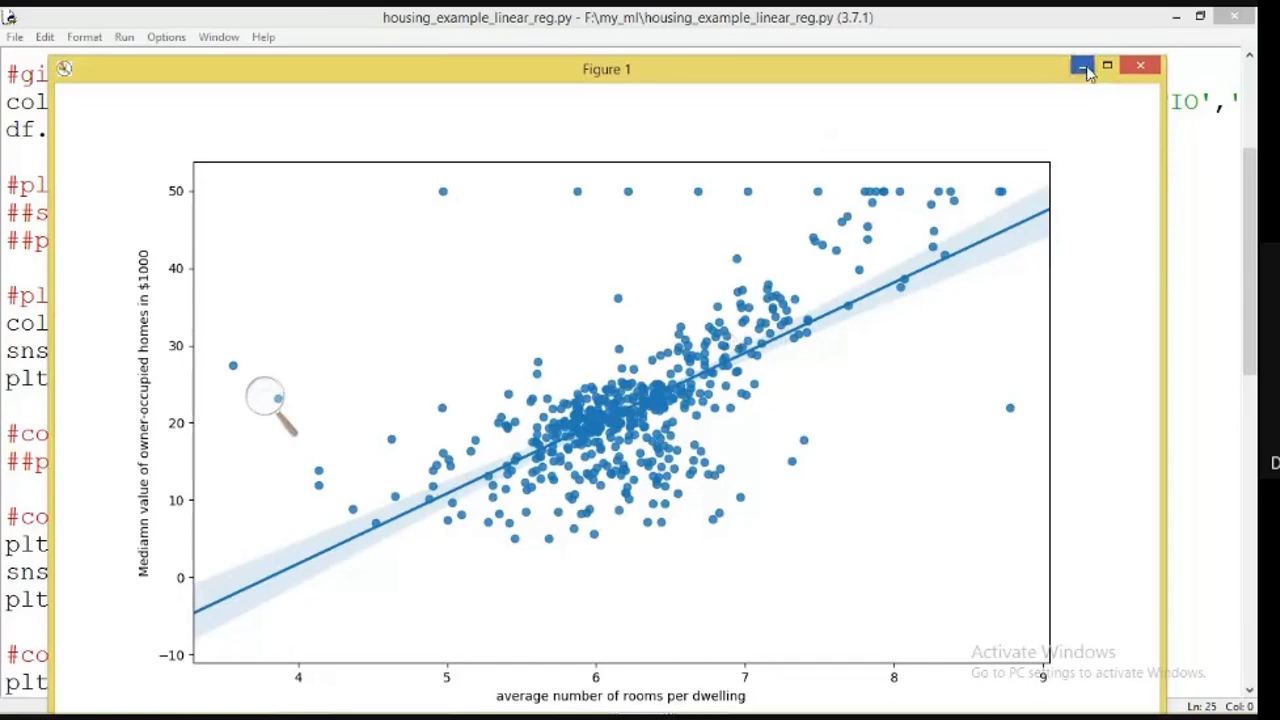 housing_example_linear_reg.py - F:\my_ml\housing_example_linear_reg.py (3.7.1)
File Edit Format Run Options Window Help
Figure 1
#gi
col
IO','
df.
#pl
##s
##p
#pl
col
sns
plt
#co
##p
#co
plt
sns
plt
#co
plt
50
40
30
20
10
0
−10
Mediamn value of owner-occupied homes in $1000
4 5 6 7 8 9
average number of rooms per dwelling
Activate Windows
Go to PC settings to activate Windows.
Ln: 25 Col: 0
D